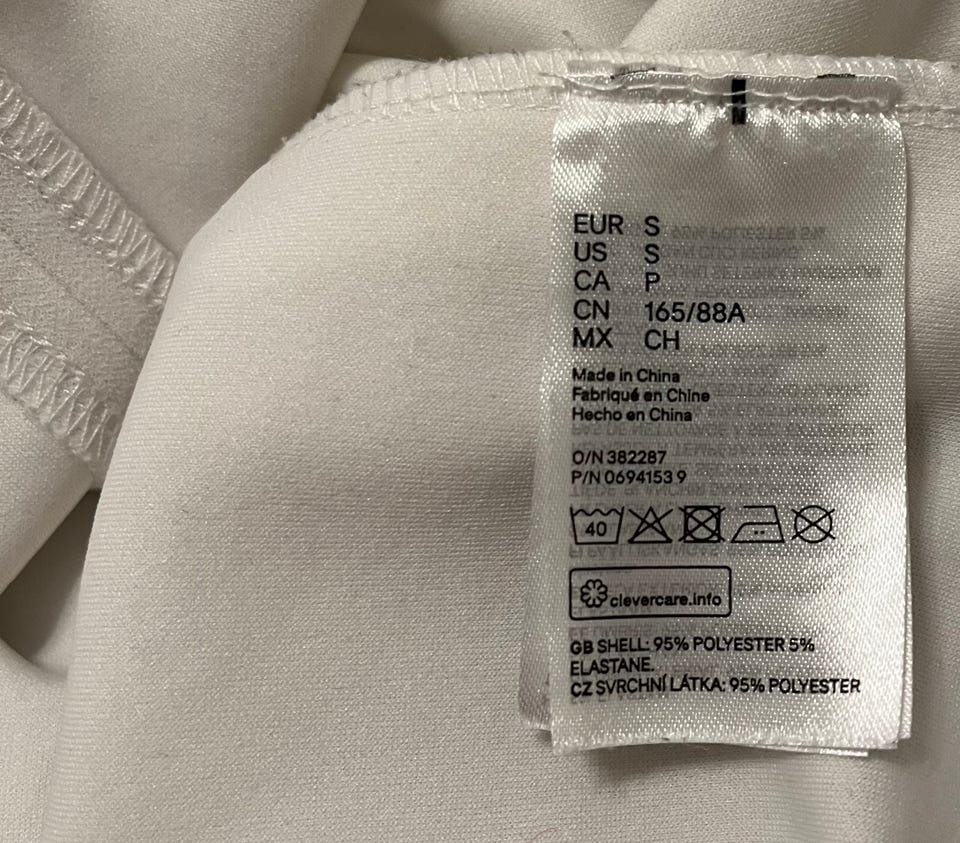 EUR S
US S
CA P
CN 165/88A
MX CH
Made in China
Fabriqué en Chine
Hecho en China
O/N 382287
P/N 0694153 9
40
clevercare.info
GB SHELL: 95% POLYESTER 5%
ELASTANE.
CZ SVRCHNÍ LÁTKA: 95% POLYESTER